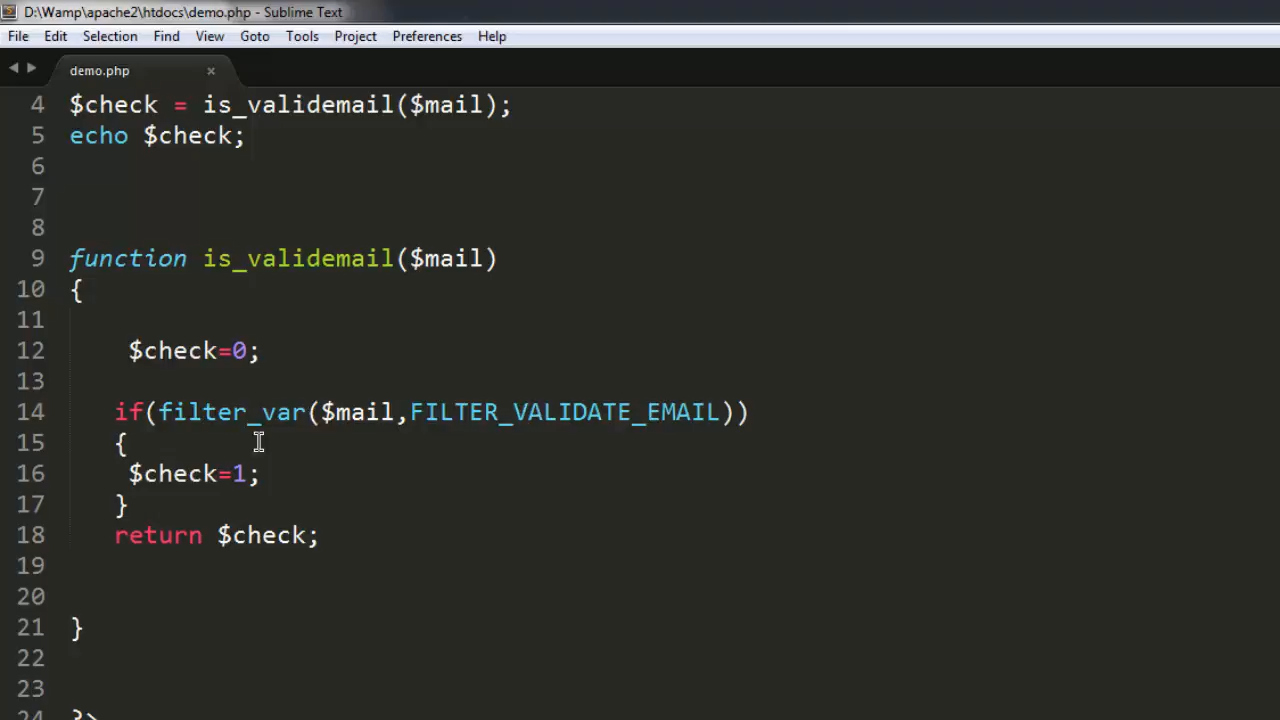 D:\Wamp\apache2\htdocs\demo.php - Sublime Text
File Edit Selection Find View Goto Tools Project Preferences Help
demo.php ×
4 $check = is_validemail($mail);
5 echo $check;
6
7
8
9 function is_validemail($mail)
10 {
11
12 $check=0;
13
14 if(filter_var($mail,FILTER_VALIDATE_EMAIL))
15 {
16 $check=1;
17 }
18 return $check;
19
20
21 }
22
23
24 ?>